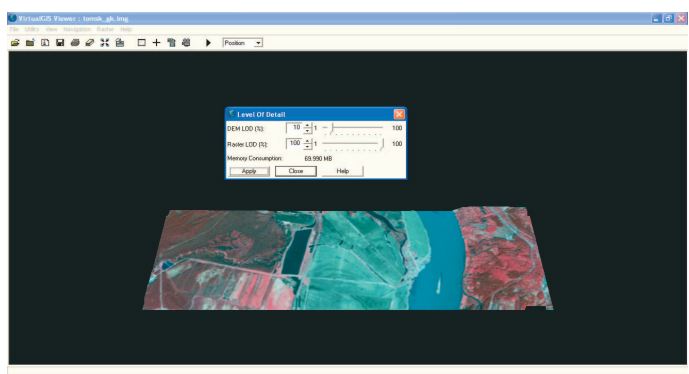 VirtualGIS Viewer : tomsk_gk.img
File Utility View Navigation Raster Help
Position
Level Of Detail
DEM LOD (%): 10 1 100
Raster LOD (%): 100 1 100
Memory Consumption: 69.990 MB
Apply Close Help